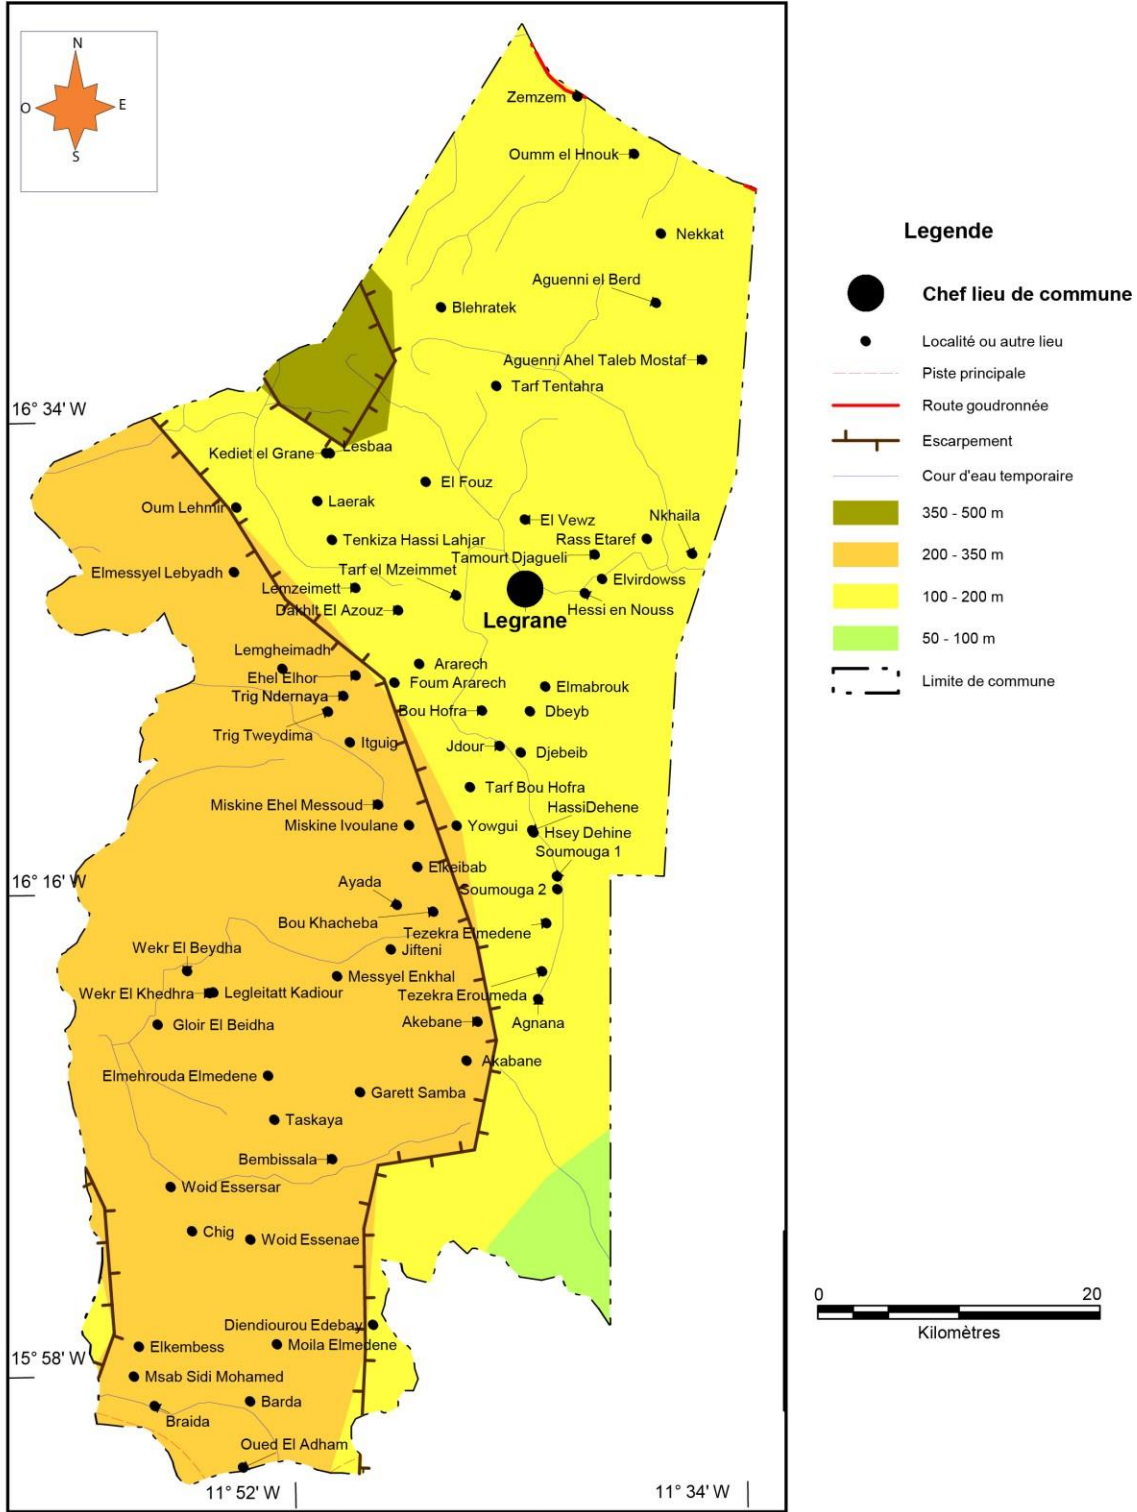 N
O
E
S
Zemzem
Oumm el Hnouk
Nekkat
Aguenni el Berd
Blehratek
Aguenni Ahel Taleb Mostaf
Tarf Tentahra
16° 34' W
Lesbaa
Kediet el Grane
El Fouz
Laerak
Oum Lehmir
El Vewz
Nkhaila
Tenkiza Hassi Lahjar
Rass Etaref
Tamourt Djagueli
Tarf el Mzeimmet
Elmessyel Lebyadh
Elvirdowss
Lemzeimett
Dakhlt El Azouz
Hessi en Nouss
Legrane
Lemgheimadh
Ararech
Ehel Elhor
Foum Ararech
Elmabrouk
Trig Ndernaya
Bou Hofra
Dbeyb
Trig Tweydima
Itguig
Jdour
Djebeib
Tarf Bou Hofra
Miskine Ehel Messoud
HassiDehene
Miskine Ivoulane
Yowgui
Hsey Dehine
Soumouga 1
Elkeibab
16° 16' W
Ayada
Soumouga 2
Bou Khacheba
Tezekra Elmedene
Wekr El Beydha
Jifteni
Messyel Enkhal
Wekr El Khedhra
Legleitatt Kadiour
Tezekra Eroumeda
Gloir El Beidha
Akebane
Agnana
Akabane
Elmehrouda Elmedene
Garett Samba
Taskaya
Bembissala
Woid Essersar
Chig
Woid Essenae
Diendiourou Edebay
Elkembess
Moila Elmedene
15° 58' W
Msab Sidi Mohamed
Barda
Braida
Oued El Adham
11° 52' W
11° 34' W
Legende
Chef lieu de commune
Localité ou autre lieu
Piste principale
Route goudronnée
Escarpement
Cour d'eau temporaire
350 - 500 m
200 - 350 m
100 - 200 m
50 - 100 m
Limite de commune
0
20
Kilomètres